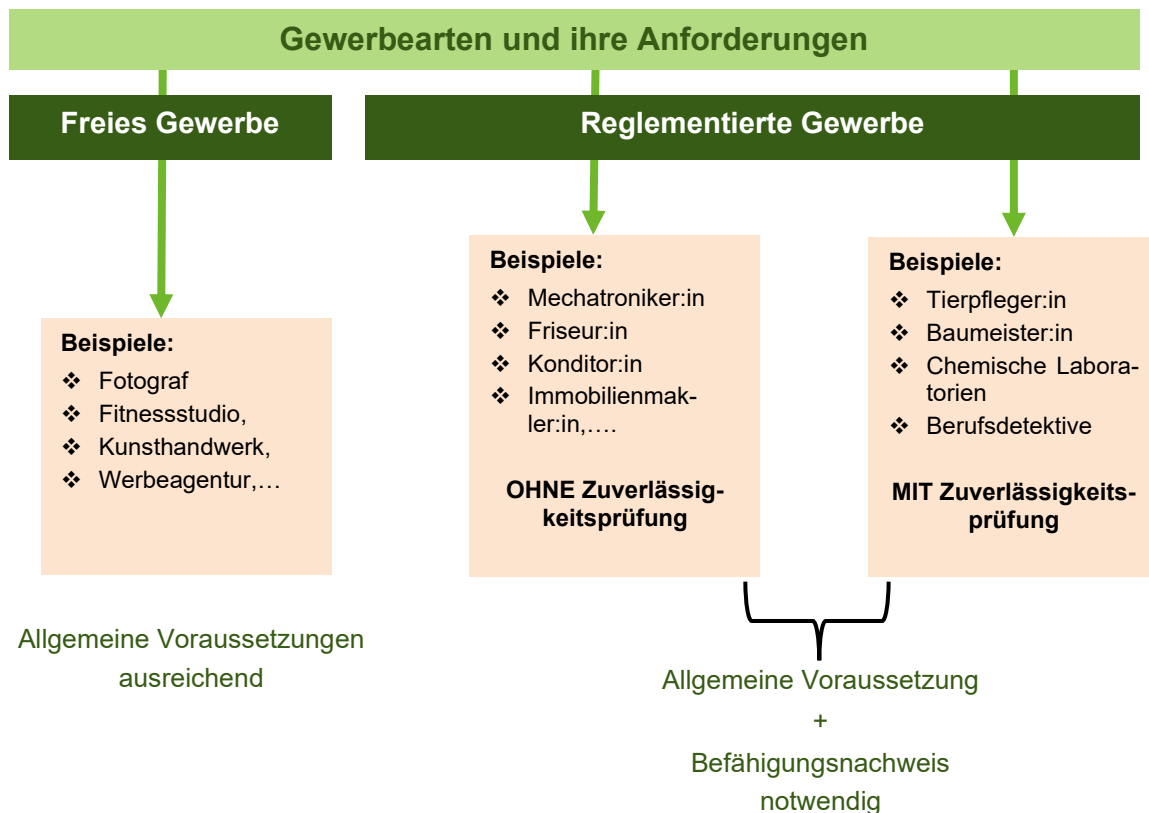 Gewerbearten und ihre Anforderungen
Freies Gewerbe
Reglementierte Gewerbe
Beispiele:
❖ Fotograf
❖ Fitnessstudio,
❖ Kunsthandwerk,
❖ Werbeagentur,…
Allgemeine Voraussetzungen
ausreichend
Beispiele:
❖ Mechatroniker:in
❖ Friseur:in
❖ Konditor:in
❖ Immobilienmak-
ler:in,….
OHNE Zuverlässig-
keitsprüfung
Beispiele:
❖ Tierpfleger:in
❖ Baumeister:in
❖ Chemische Labora-
torien
❖ Berufsdetektive
MIT Zuverlässigkeits-
prüfung
Allgemeine Voraussetzung
+
Befähigungsnachweis
notwendig